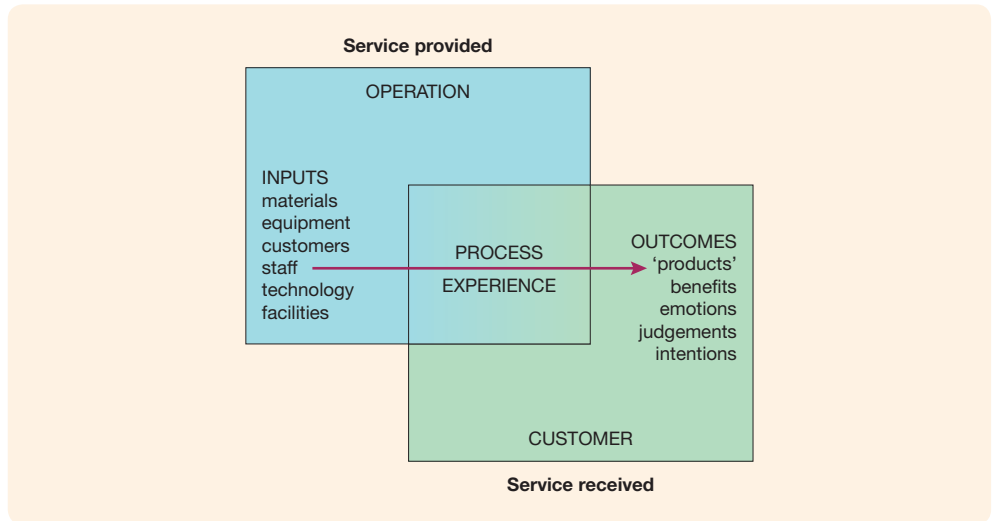 Service provided
OPERATION
INPUTS
materials
equipment
customers
staff
technology
facilities
PROCESS
EXPERIENCE
OUTCOMES
'products'
benefits
emotions
judgements
intentions
CUSTOMER
Service received